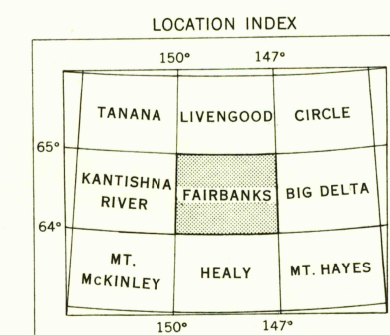 LOCATION INDEX
150° 147°
TANANA LIVENGOOD CIRCLE
65°
KANTISHNA
RIVER FAIRBANKS BIG DELTA
64°
MT.
McKINLEY HEALY MT. HAYES
150° 147°